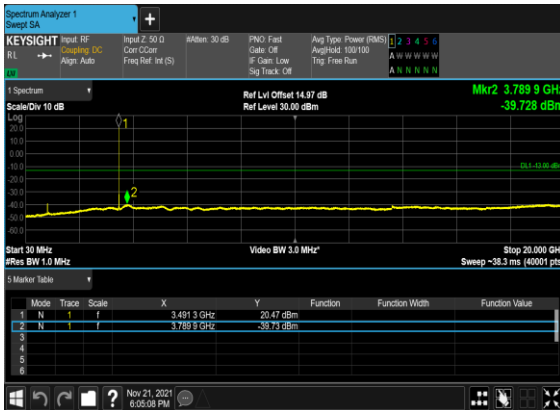 Spectrum Analyzer 1
Swept SA
+
KEYSIGHT
RL
Input: RF
Coupling: DC
Align: Auto
Input Z: 50 Ω
Corr CCorr
Freq Ref: Int (S)
#Atten: 30 dB
PNO: Fast
Gate: Off
IF Gain: Low
Sig Track: Off
Avg Type: Power (RMS)
Avg|Hold: 100/100
Trig: Free Run
1 2 3 4 5 6
A W W W W W
A N N N N N
1 Spectrum
Scale/Div 10 dB
Ref Lvl Offset 14.97 dB
Ref Level 30.00 dBm
Mkr2 3.789 9 GHz
-39.728 dBm
Log
20.0
10.0
0.00
-10.0
-20.0
-30.0
-40.0
-50.0
-60.0
1
2
DL1 -13.00 dBm
Start 30 MHz
#Res BW 1.0 MHz
Video BW 3.0 MHz*
Stop 20.000 GHz
Sweep ~38.3 ms (40001 pts)
5 Marker Table
Mode Trace Scale X Y Function Function Width Function Value
1 N 1 f 3.491 3 GHz 20.47 dBm
2 N 1 f 3.789 9 GHz -39.73 dBm
3
4
5
6
?
Nov 21, 2021
6:05:08 PM